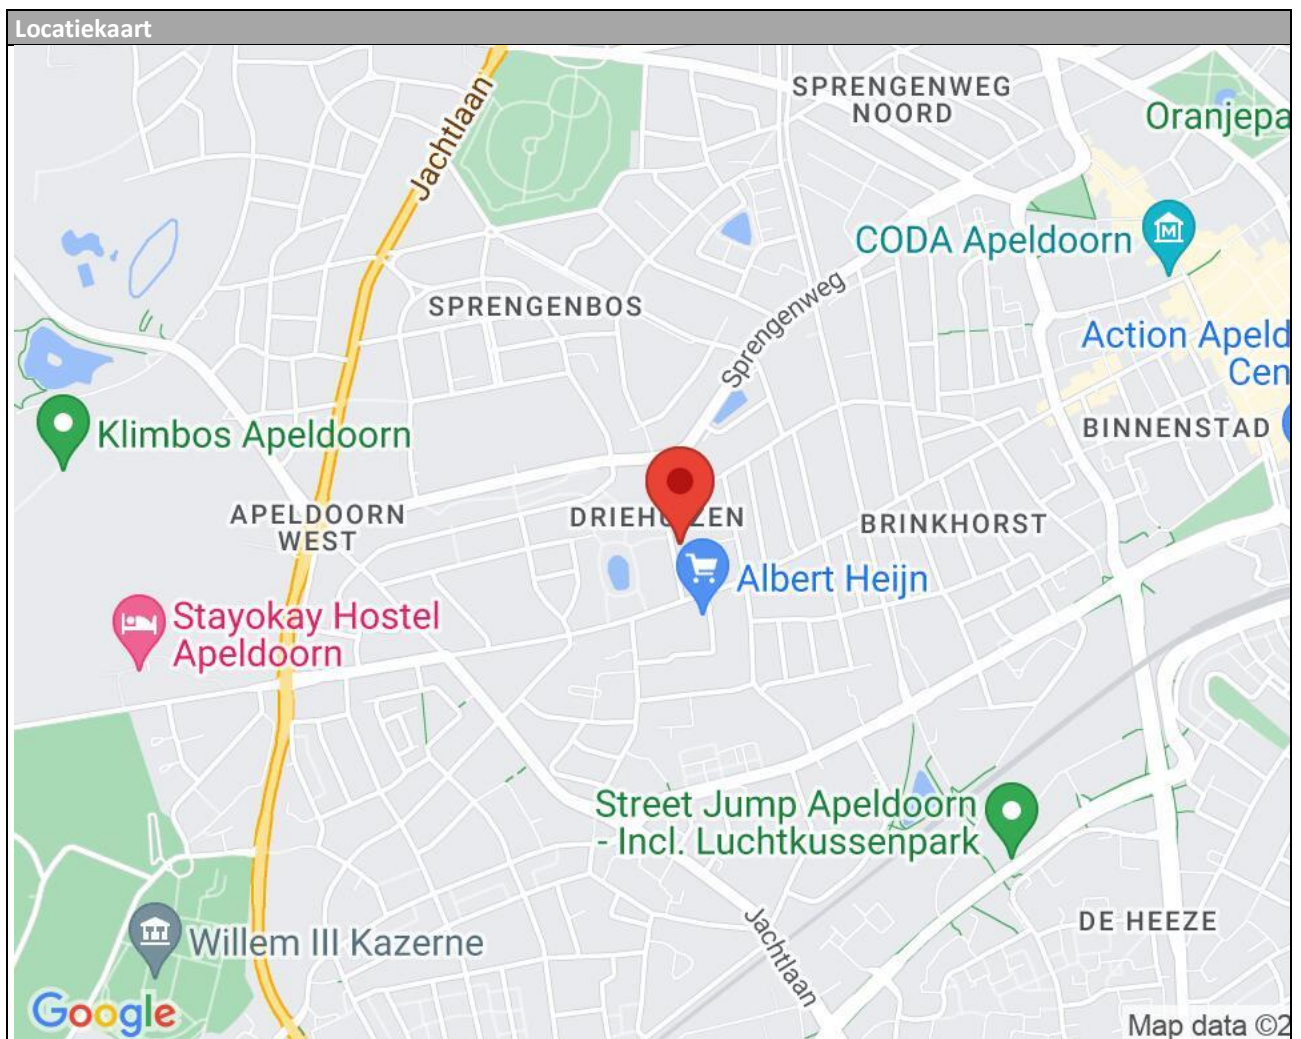 Locatiekaart
Jachtlaan
SPRENGENWEG
NOORD
Oranjepa
CODA Apeldoorn
SPRENGENBOS
Sprengenweg
Action Apeld
Cen
Klimbos Apeldoorn
BINNENSTAD
APELDOORN
WEST
BRINKHORST
Albert Heijn
Stayokay Hostel
Apeldoorn
Street Jump Apeldoorn
- Incl. Luchtkussenpark
Jachtlaan
DE HEEZE
Willem III Kazerne
Google
Map data ©2